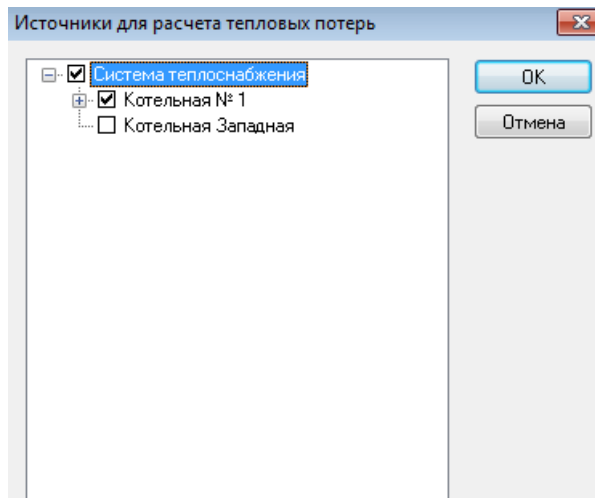 Источники для расчета тепловых потерь
Система теплоснабжения
Котельная № 1
Котельная Западная
OK
Отмена